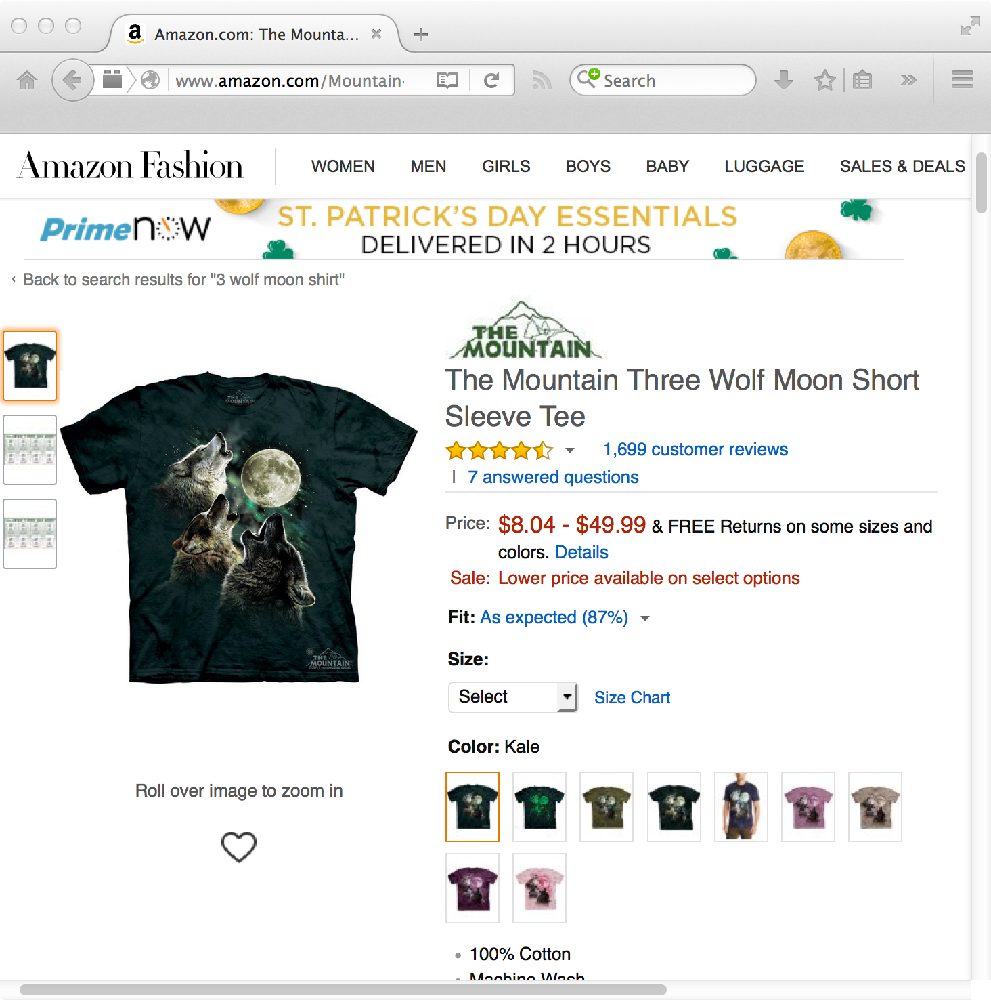 Amazon.com: The Mounta...
www.amazon.com/Mountain-
Search
Amazon Fashion
WOMEN MEN GIRLS BOYS BABY LUGGAGE SALES & DEALS
PrimeNOW
ST. PATRICK'S DAY ESSENTIALS
DELIVERED IN 2 HOURS
‹ Back to search results for "3 wolf moon shirt"
THE
MOUNTAIN
The Mountain Three Wolf Moon Short
Sleeve Tee
1,699 customer reviews
| 7 answered questions
Price: $8.04 - $49.99 & FREE Returns on some sizes and
colors. Details
Sale: Lower price available on select options
Fit: As expected (87%)
Size:
Select
Size Chart
Color: Kale
THE
MOUNTAIN
THE
MOUNTAIN
Roll over image to zoom in
• 100% Cotton
• Machine Wash